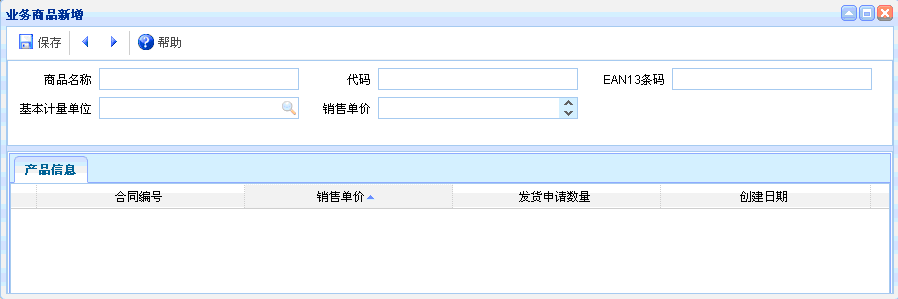 业务商品新增
保存 帮助
商品名称 代码 EAN13条码
基本计量单位 销售单价
产品信息
合同编号 销售单价 发货申请数量 创建日期